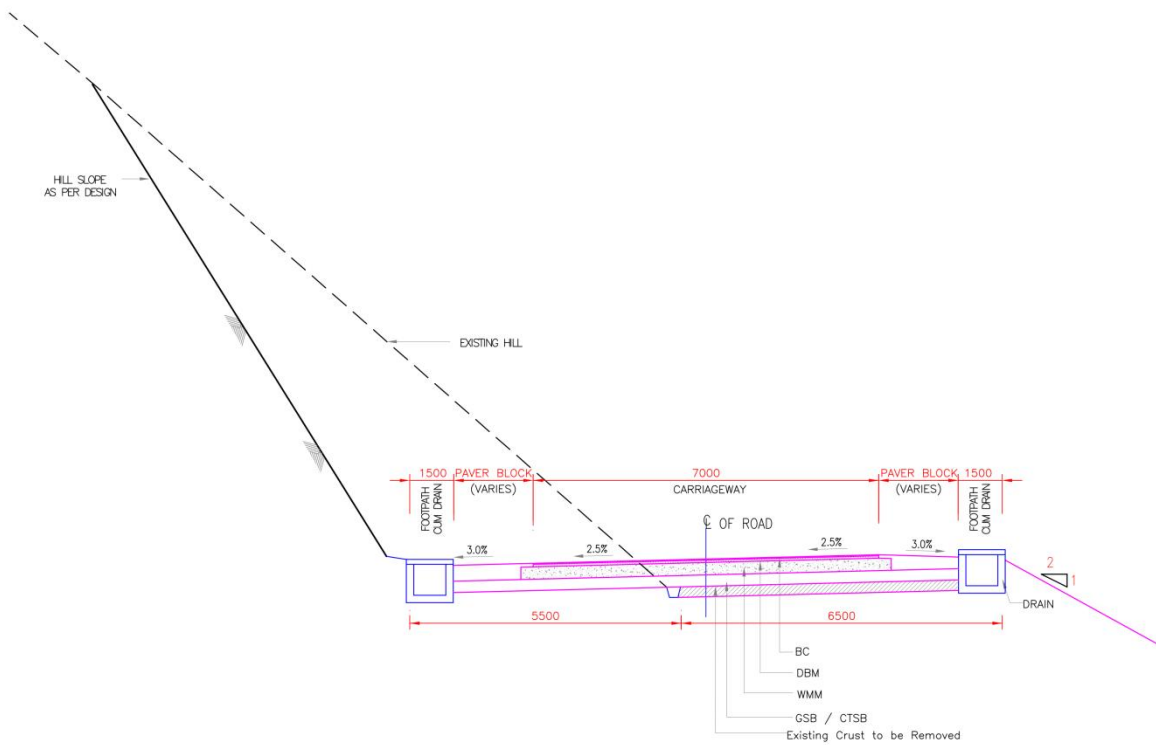 HILL SLOPE
AS PER DESIGN
EXISTING HILL
1500
PAVER BLOCK
(VARIES)
7000
CARRIAGEWAY
PAVER BLOCK
(VARIES)
1500
FOOTPATH
CUM DRAIN
FOOTPATH
CUM DRAIN
℄ OF ROAD
3.0%
2.5%
2.5%
3.0%
2
1
DRAIN
5500
6500
BC
DBM
WMM
GSB / CTSB
Existing Crust to be Removed